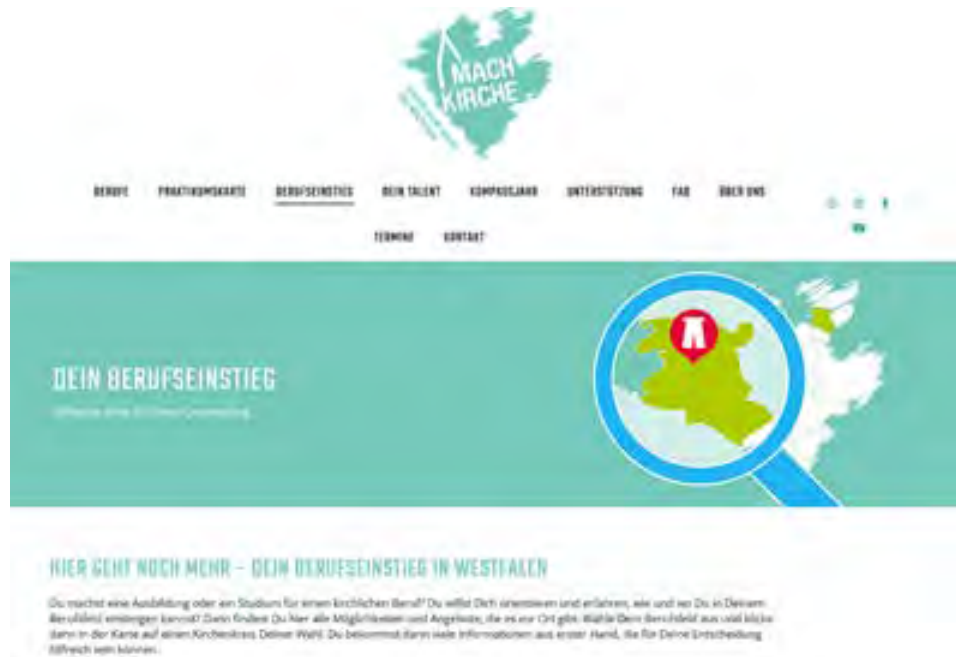 MACH
KIRCHE
BERUFE PRAKTIKUMSKARTE BERUFSEINSTIEG DEIN TALENT KOMPASSJAHR UNTERSTÜTZUNG FAQ ÜBER UNS
TERMINE KONTAKT
DEIN BERUFSEINSTIEG
HIER GEHT NOCH MEHR – DEIN BERUFSEINSTIEG IN WESTFALEN
Du machst eine Ausbildung oder ein Studium für einen kirchlichen Beruf? Du willst Dich orientieren und erfahren, wie und wo Du in Deinem
Berufsfeld einsteigen kannst? Dann findest Du hier alle Möglichkeiten und Angebote, die es vor Ort gibt. Wähle Dein Berufsfeld aus und klicke
dann in der Karte auf einen Kirchenkreis Deiner Wahl. Du bekommst dann viele Informationen aus erster Hand, die für Deine Entscheidung
hilfreich sein können.